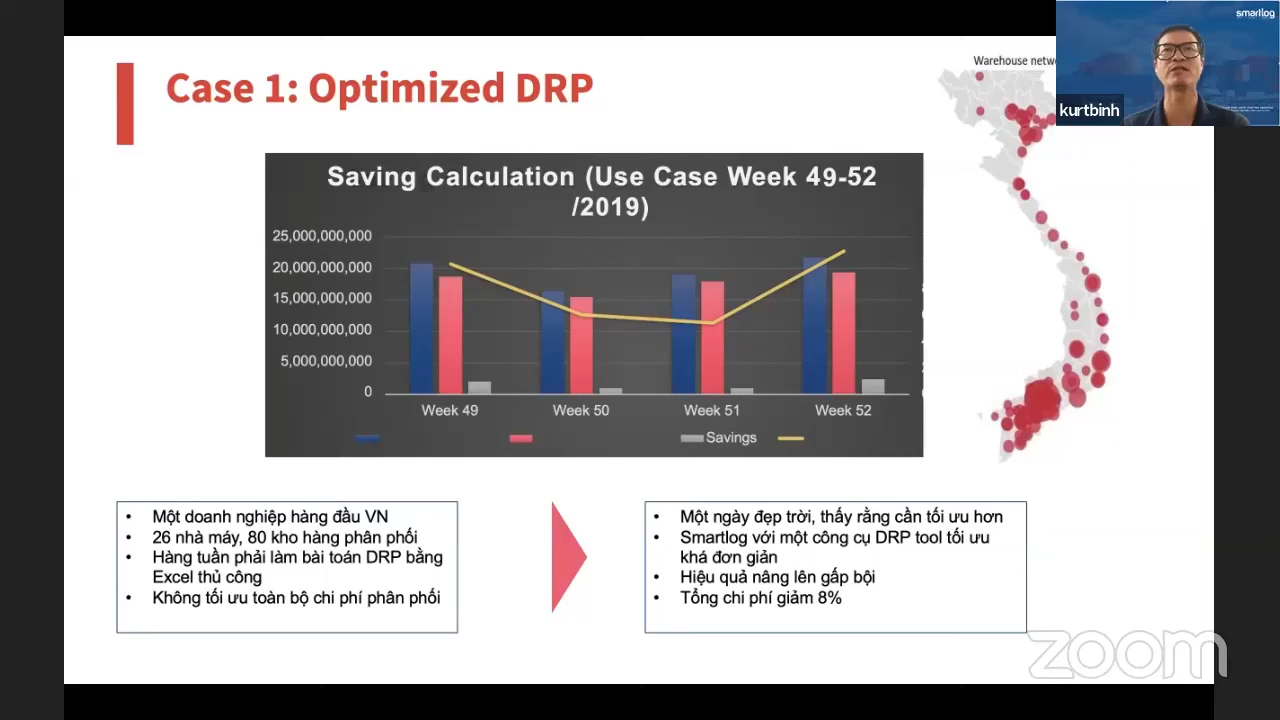 smartlog
Warehouse netw
kurtbinh
Case 1: Optimized DRP
Saving Calculation (Use Case Week 49-52
/2019)
25,000,000,000
20,000,000,000
15,000,000,000
10,000,000,000
5,000,000,000
0
Week 49
Week 50
Week 51
Week 52
Savings
• Một doanh nghiệp hàng đầu VN
• 26 nhà máy, 80 kho hàng phân phối
• Hàng tuần phải làm bài toán DRP bằng
Excel thủ công
• Không tối ưu toàn bộ chi phí phân phối
• Một ngày đẹp trời, thấy rằng cần tối ưu hơn
• Smartlog với một công cụ DRP tool tối ưu
khá đơn giản
• Hiệu quả nâng lên gấp bội
• Tổng chi phí giảm 8%
zoom